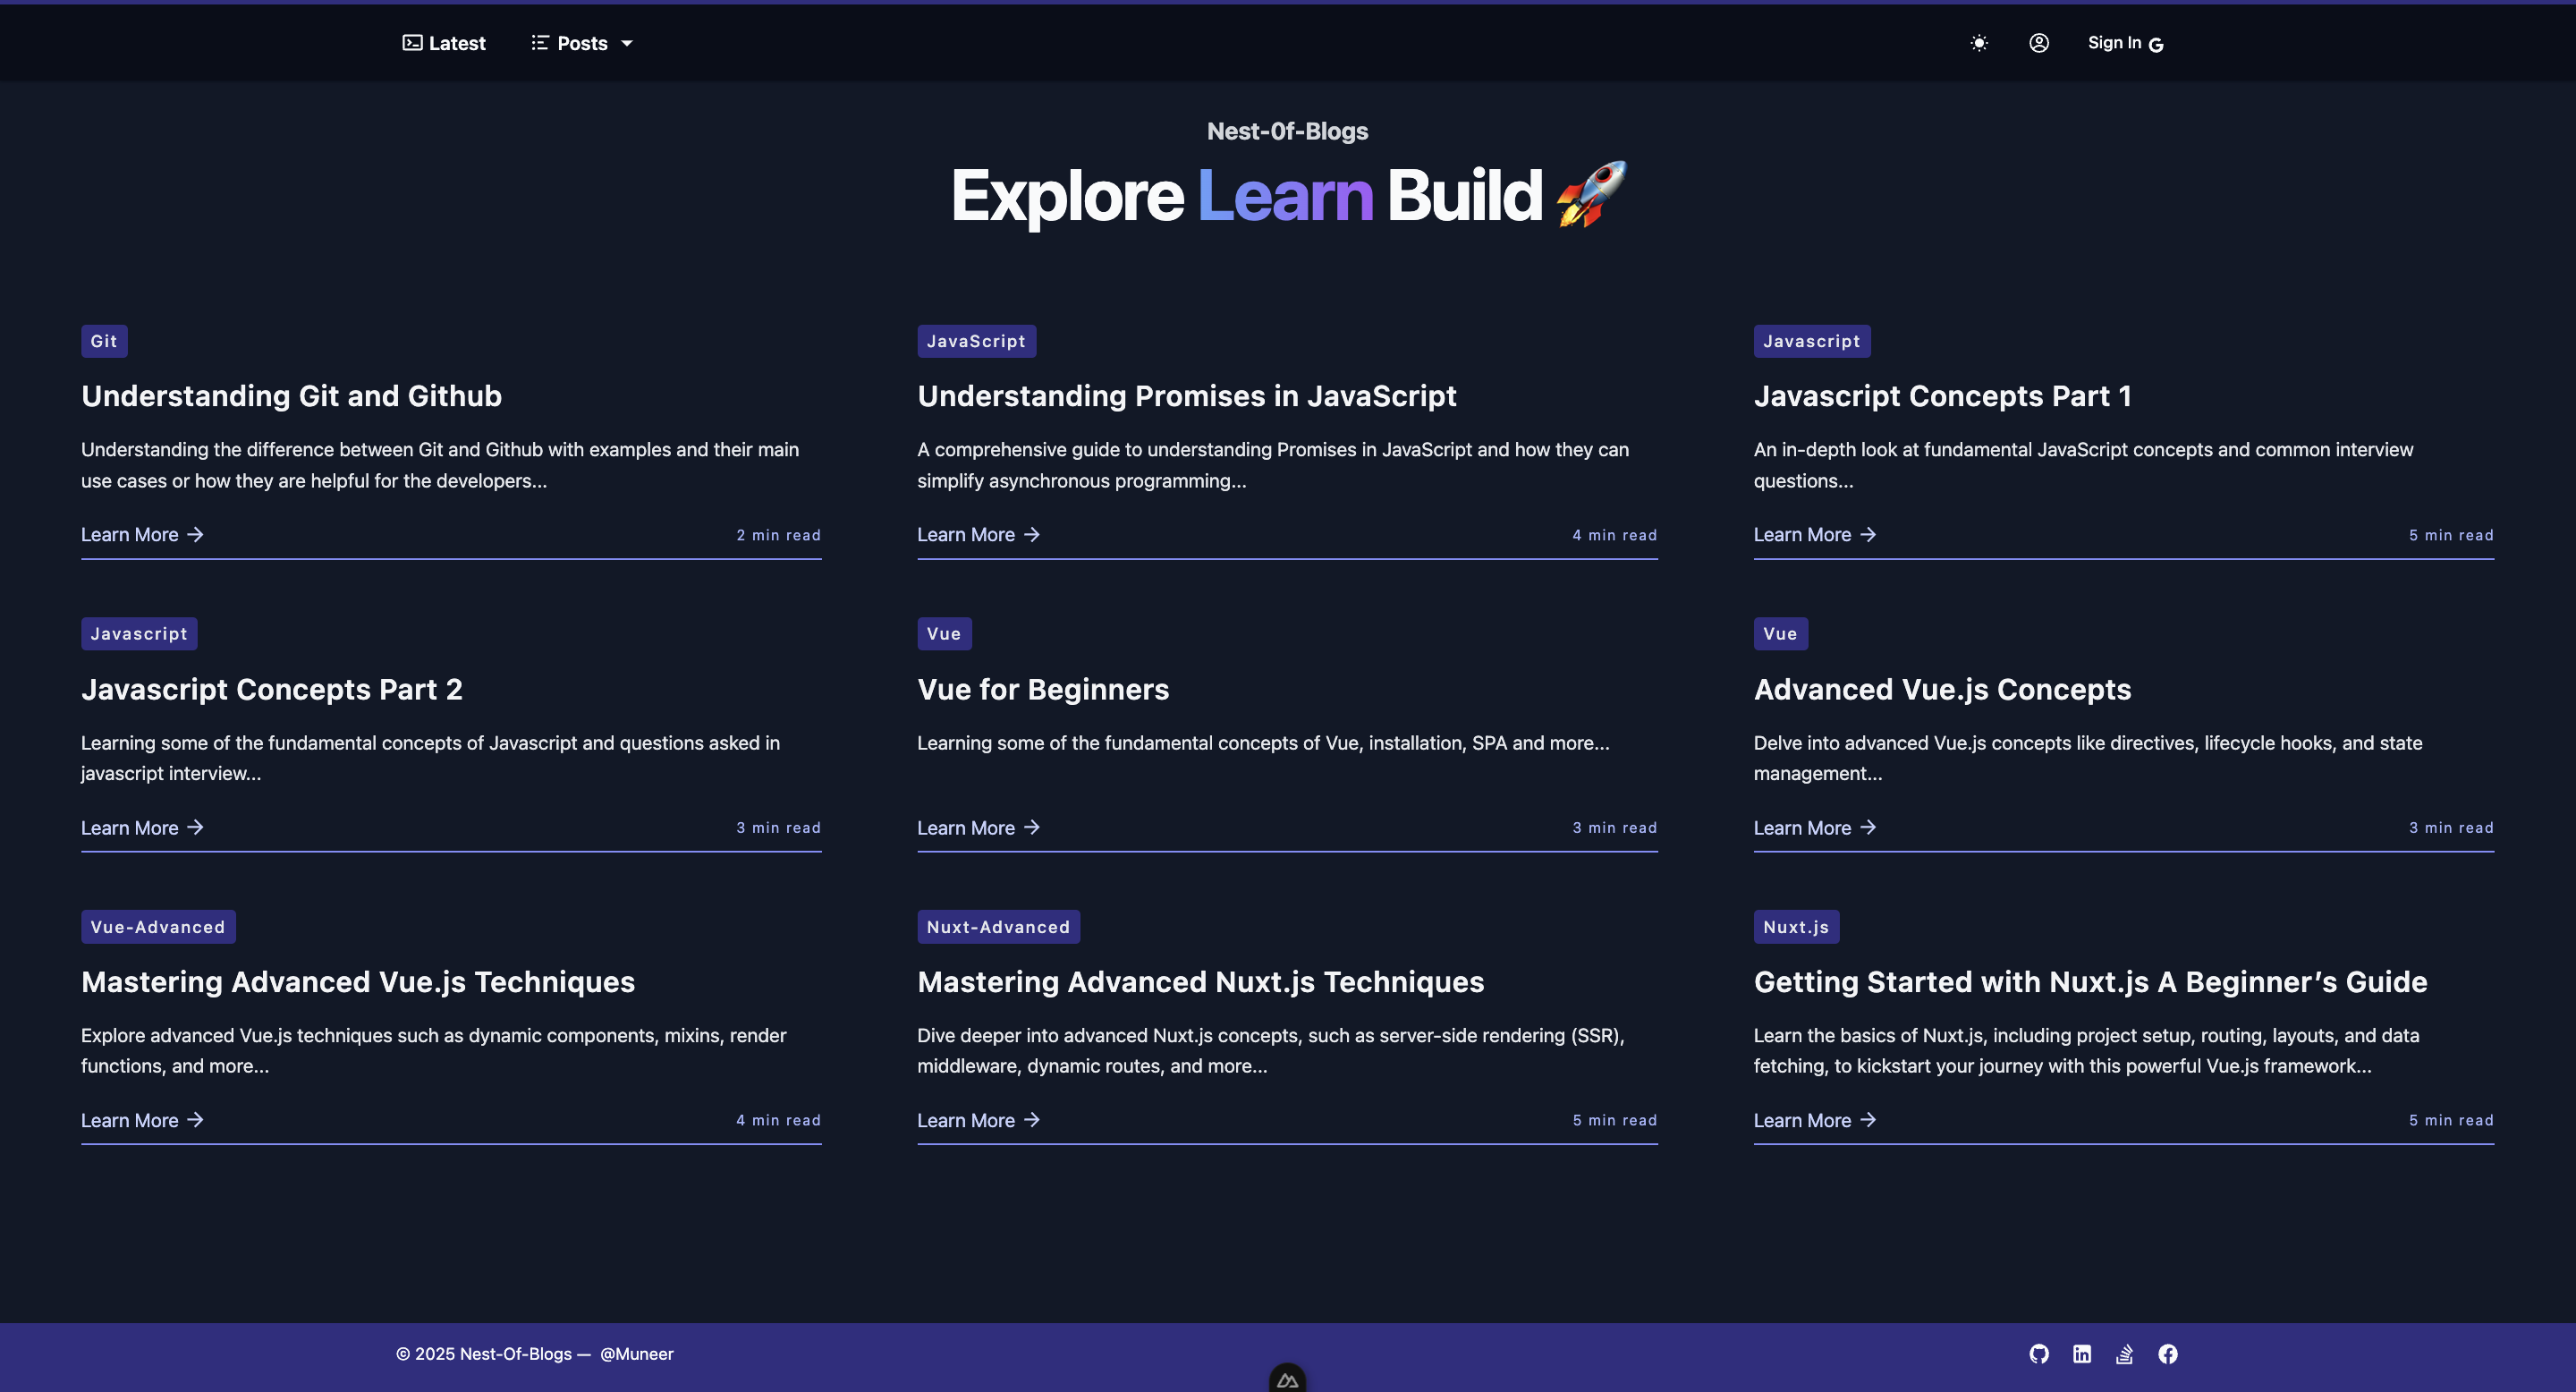 Latest
Posts
Sign In
Nest-0f-Blogs
Explore Learn Build 🚀
Git
Understanding Git and Github
Understanding the difference between Git and Github with examples and their main
use cases or how they are helpful for the developers...
Learn More →
2 min read
JavaScript
Understanding Promises in JavaScript
A comprehensive guide to understanding Promises in JavaScript and how they can
simplify asynchronous programming...
Learn More →
4 min read
Javascript
Javascript Concepts Part 1
An in-depth look at fundamental JavaScript concepts and common interview
questions...
Learn More →
5 min read
Javascript
Javascript Concepts Part 2
Learning some of the fundamental concepts of Javascript and questions asked in
javascript interview...
Learn More →
3 min read
Vue
Vue for Beginners
Learning some of the fundamental concepts of Vue, installation, SPA and more...
Learn More →
3 min read
Vue
Advanced Vue.js Concepts
Delve into advanced Vue.js concepts like directives, lifecycle hooks, and state
management...
Learn More →
3 min read
Vue-Advanced
Mastering Advanced Vue.js Techniques
Explore advanced Vue.js techniques such as dynamic components, mixins, render
functions, and more...
Learn More →
4 min read
Nuxt-Advanced
Mastering Advanced Nuxt.js Techniques
Dive deeper into advanced Nuxt.js concepts, such as server-side rendering (SSR),
middleware, dynamic routes, and more...
Learn More →
5 min read
Nuxt.js
Getting Started with Nuxt.js A Beginner’s Guide
Learn the basics of Nuxt.js, including project setup, routing, layouts, and data
fetching, to kickstart your journey with this powerful Vue.js framework...
Learn More →
5 min read
© 2025 Nest-Of-Blogs — @Muneer